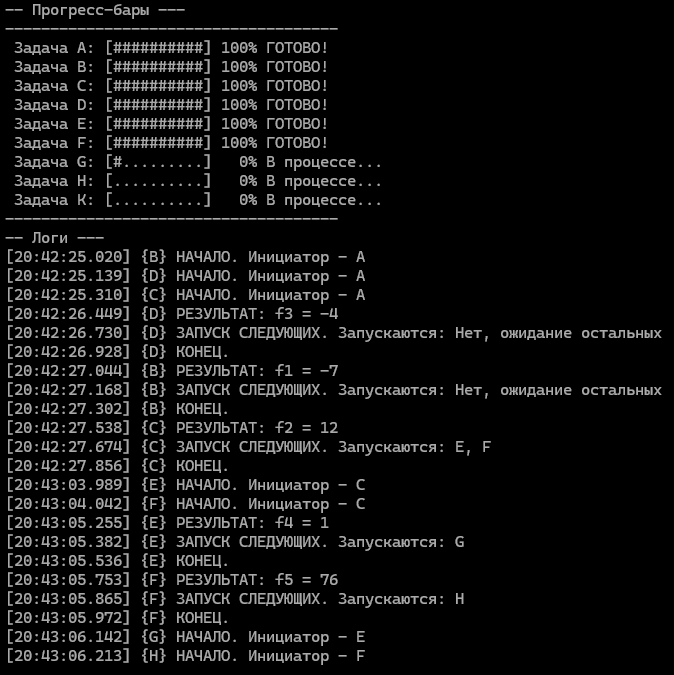 -- Прогресс-бары ---
-------------------------------------
Задача A: [##########] 100% ГОТОВО!
Задача B: [##########] 100% ГОТОВО!
Задача C: [##########] 100% ГОТОВО!
Задача D: [##########] 100% ГОТОВО!
Задача E: [##########] 100% ГОТОВО!
Задача F: [##########] 100% ГОТОВО!
Задача G: [#.........]   0% В процессе...
Задача H: [..........]   0% В процессе...
Задача K: [..........]   0% В процессе...
-------------------------------------
-- Логи ---
[20:42:25.020] {B} НАЧАЛО. Инициатор - A
[20:42:25.139] {D} НАЧАЛО. Инициатор - A
[20:42:25.310] {C} НАЧАЛО. Инициатор - A
[20:42:26.449] {D} РЕЗУЛЬТАТ: f3 = -4
[20:42:26.730] {D} ЗАПУСК СЛЕДУЮЩИХ. Запускаются: Нет, ожидание остальных
[20:42:26.928] {D} КОНЕЦ.
[20:42:27.044] {B} РЕЗУЛЬТАТ: f1 = -7
[20:42:27.168] {B} ЗАПУСК СЛЕДУЮЩИХ. Запускаются: Нет, ожидание остальных
[20:42:27.302] {B} КОНЕЦ.
[20:42:27.538] {C} РЕЗУЛЬТАТ: f2 = 12
[20:42:27.674] {C} ЗАПУСК СЛЕДУЮЩИХ. Запускаются: E, F
[20:42:27.856] {C} КОНЕЦ.
[20:43:03.989] {E} НАЧАЛО. Инициатор - C
[20:43:04.042] {F} НАЧАЛО. Инициатор - C
[20:43:05.255] {E} РЕЗУЛЬТАТ: f4 = 1
[20:43:05.382] {E} ЗАПУСК СЛЕДУЮЩИХ. Запускаются: G
[20:43:05.536] {E} КОНЕЦ.
[20:43:05.753] {F} РЕЗУЛЬТАТ: f5 = 76
[20:43:05.865] {F} ЗАПУСК СЛЕДУЮЩИХ. Запускаются: H
[20:43:05.972] {F} КОНЕЦ.
[20:43:06.142] {G} НАЧАЛО. Инициатор - E
[20:43:06.213] {H} НАЧАЛО. Инициатор - F